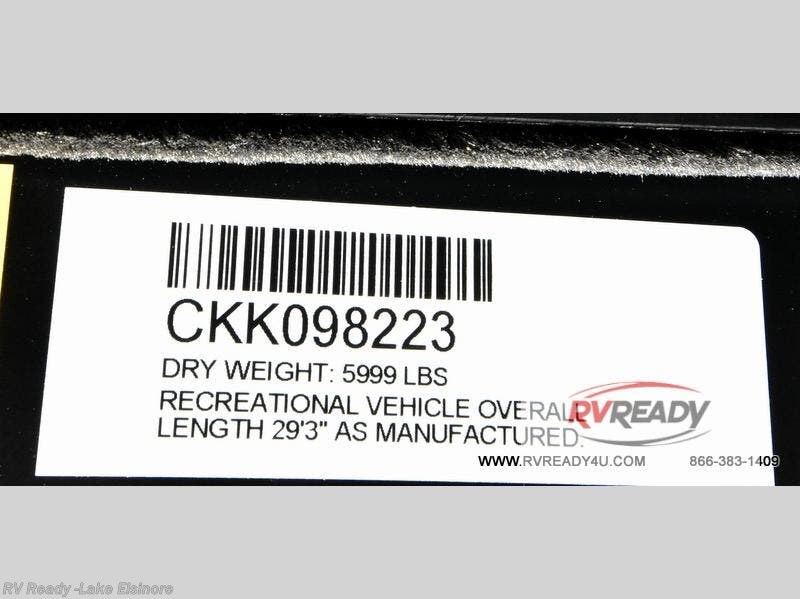 CKK098223
DRY WEIGHT: 5999 LBS
RECREATIONAL VEHICLE OVERALL
LENGTH 29'3" AS MANUFACTURED.
RVREADY
WWW.RVREADY4U.COM 866-383-1409
RV Ready -Lake Elsinore